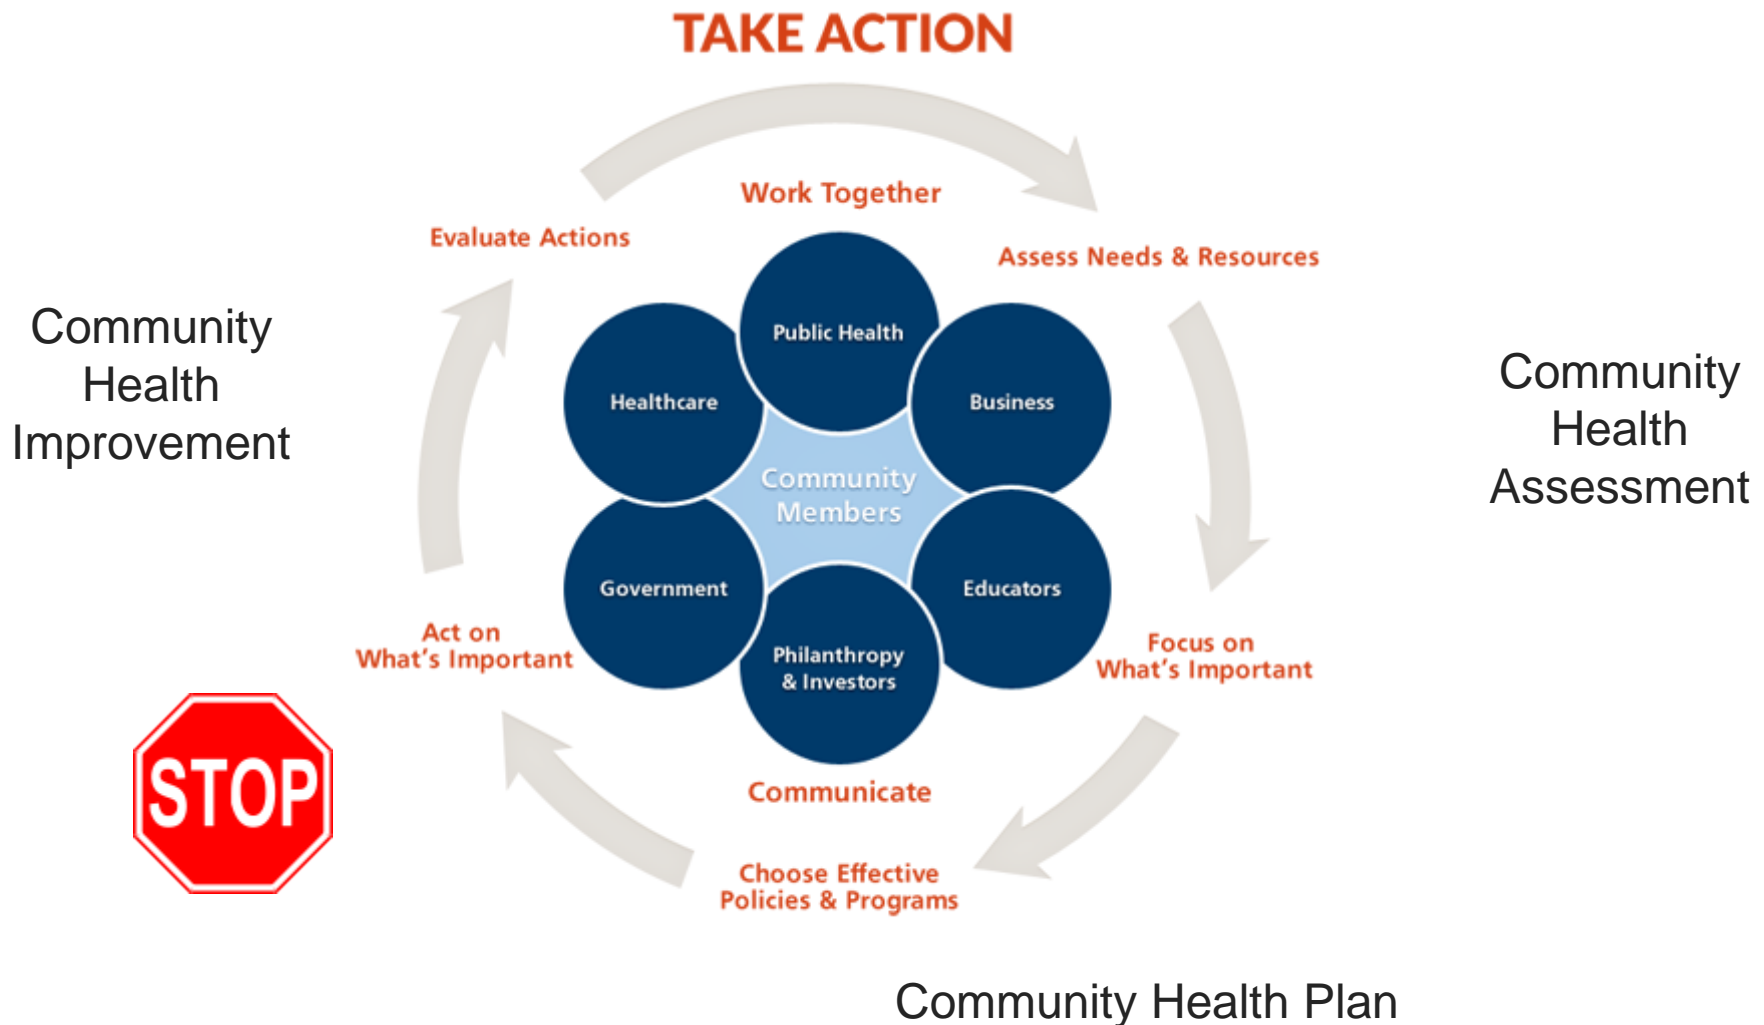 TAKE ACTION
Work Together
Evaluate Actions
Assess Needs & Resources
Community
Health
Improvement
Public Health
Healthcare
Business
Community
Health
Assessment
Community
Members
Government
Educators
Act on
What's Important
Focus on
What's Important
Philanthropy
& Investors
STOP
Communicate
Choose Effective
Policies & Programs
Community Health Plan